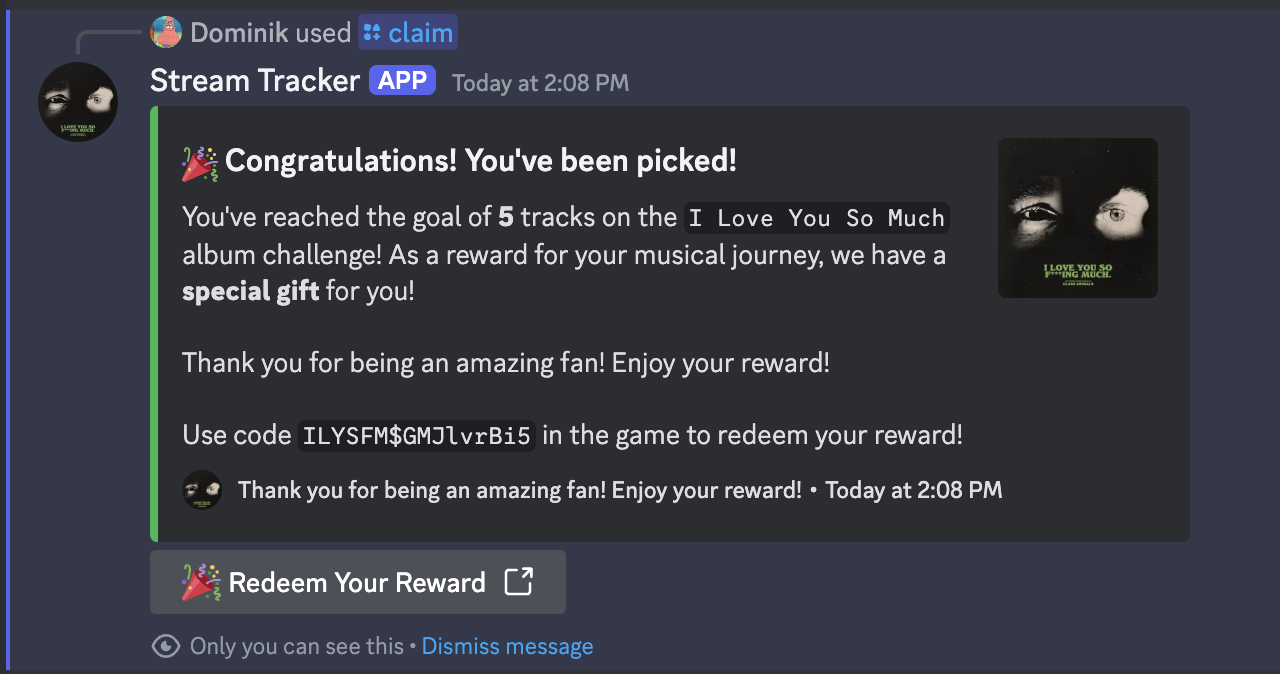 Dominik used claim
Stream Tracker APP Today at 2:08 PM
Congratulations! You've been picked!
You've reached the goal of 5 tracks on the I Love You So Much
album challenge! As a reward for your musical journey, we have a
special gift for you!
I LOVE YOU SO
F***ING MUCH.
GLASS ANIMALS
Thank you for being an amazing fan! Enjoy your reward!
Use code ILYSFM$GMJlvrBi5 in the game to redeem your reward!
Thank you for being an amazing fan! Enjoy your reward! • Today at 2:08 PM
Redeem Your Reward
Only you can see this • Dismiss message